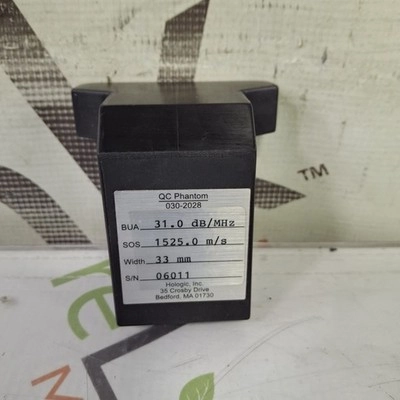 QC Phantom
030-2028
BUA 31.0 dB/MHz
SOS 1525.0 m/s
Width 33 mm
S/N 06011
Hologic, Inc.
35 Crosby Drive
Bedford, MA 01730
TM